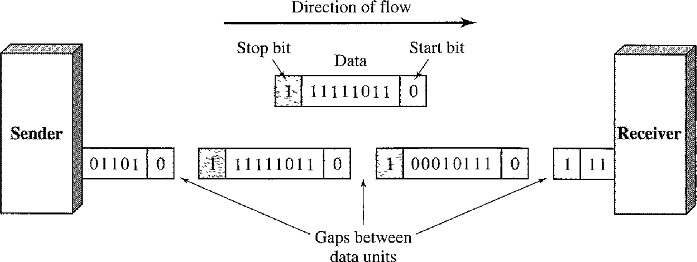 Direction of flow
Stop bit
Start bit
Data
1 11111011 0
Sender
Receiver
01101 0
1 11111011 0
1 00010111 0
1 11
Gaps between
data units